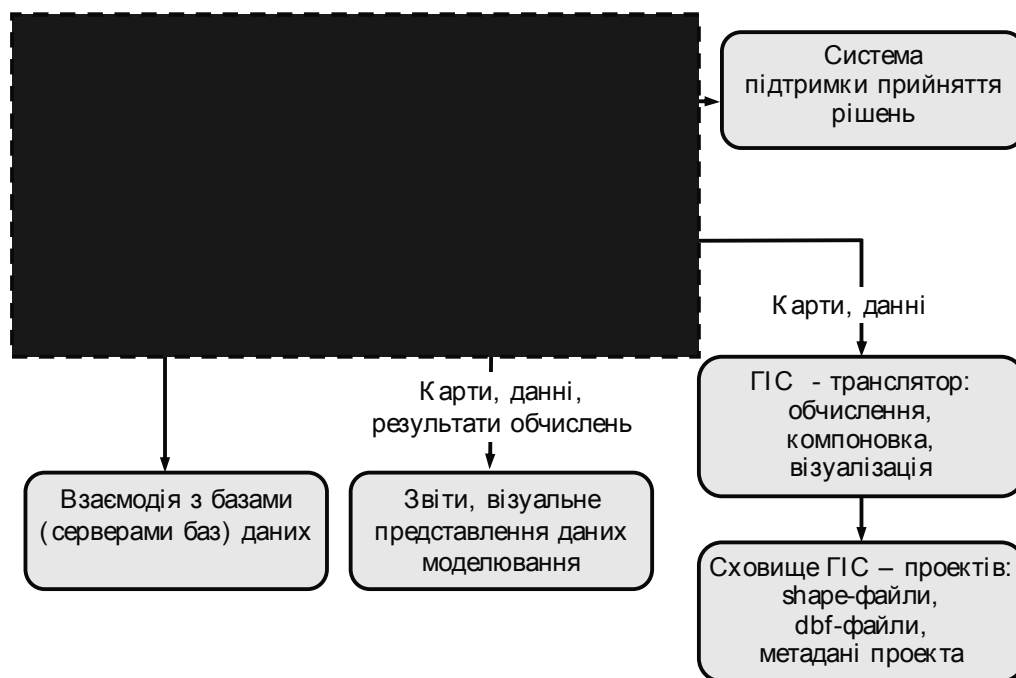 Система
підтримки прийняття
рішень
Карти, данні
Карти, данні,
результати обчислень
ГІС - транслятор:
обчислення,
компоновка,
візуалізація
Взаємодія з базами
(серверами баз) даних
Звіти, візуальне
представлення даних
моделювання
Сховище ГІС – проектів:
shape-файли,
dbf-файли,
метадані проекта